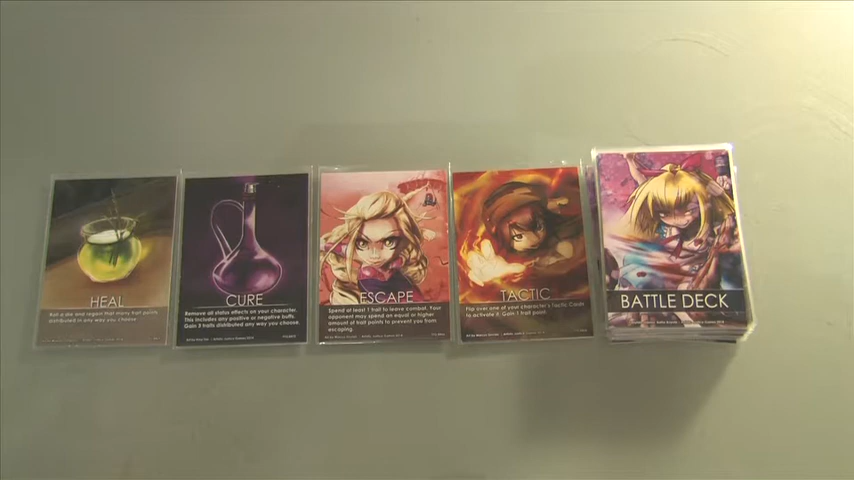 HEAL
Roll a die and regain that many trait points
distributed in any way you choose
CURE
Remove all status effects on your character.
This includes any positive or negative buffs.
Gain 3 traits distributed any way you choose.
ESCAPE
Spend at least 1 trait to leave combat. Your
opponent may spend an equal or higher
amount of trait points to prevent you from
escaping.
TACTIC
Flip over one of your character's Tactic Cards
to activate it. Gain 1 trait point.
BATTLE DECK